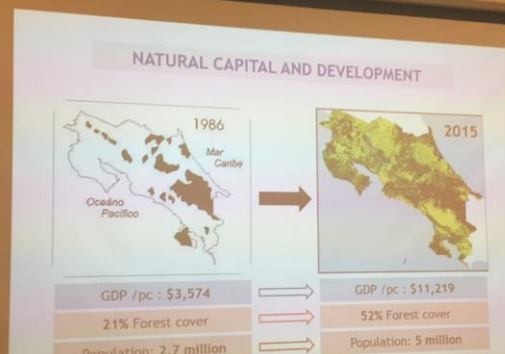 NATURAL CAPITAL AND DEVELOPMENT
1986
Mar
Caribe
Oceáno
Pacífico
2015
GDP /pc : $3,574
GDP /pc : $11,219
21% Forest cover
52% Forest cover
Population: 2.7 million
Population: 5 million